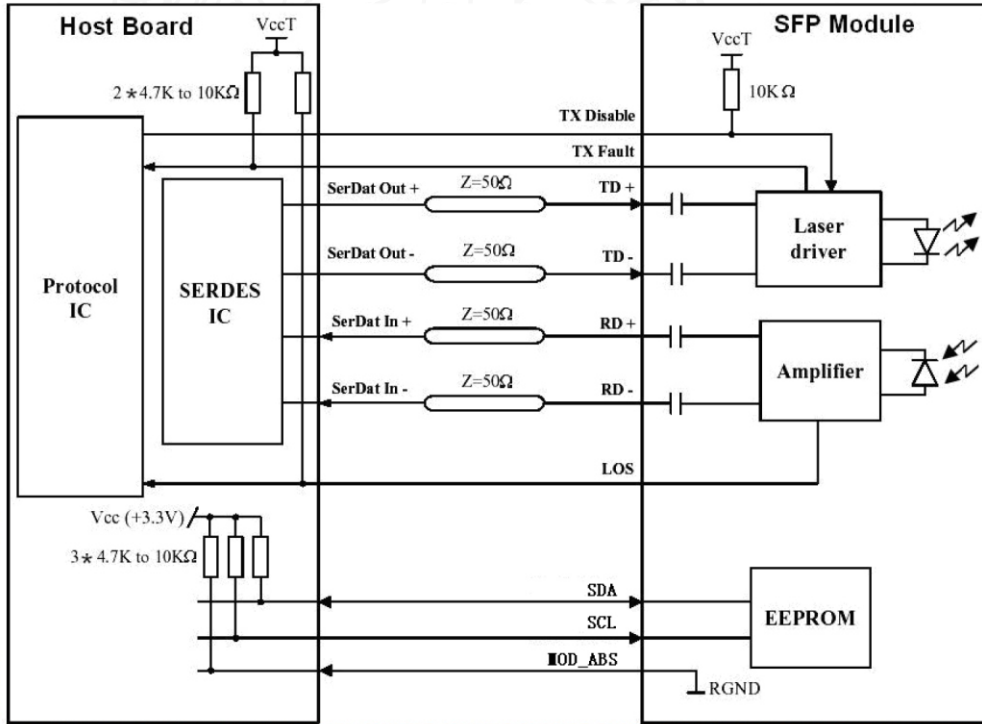 Host Board
SFP Module
VccT
VccT
2*4.7K to 10KΩ
10KΩ
TX Disable
TX Fault
SerDat Out +
Z=50Ω
TD +
Laser driver
SerDat Out -
Z=50Ω
TD -
Protocol IC
SERDES IC
SerDat In +
Z=50Ω
RD +
Amplifier
SerDat In -
Z=50Ω
RD -
LOS
Vcc (+3.3V)
3* 4.7K to 10KΩ
SDA
EEPROM
SCL
MOD_ABS
RGND